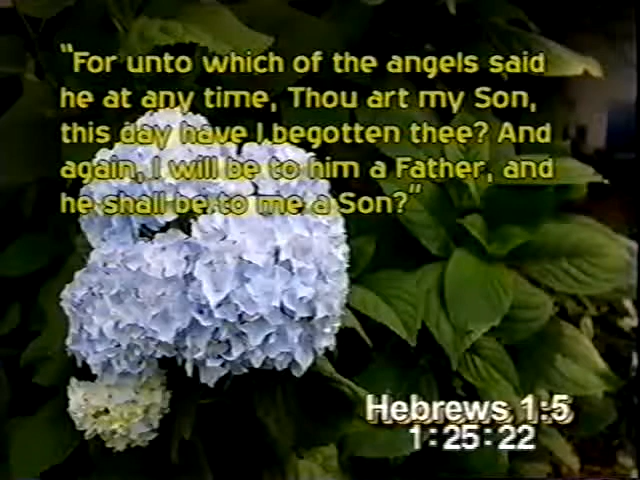 "For unto which of the angels said
he at any time, Thou art my Son,
this day have I begotten thee? And
again, I will be to him a Father, and
he shall be to me a Son?"
Hebrews 1:5
1:25:22